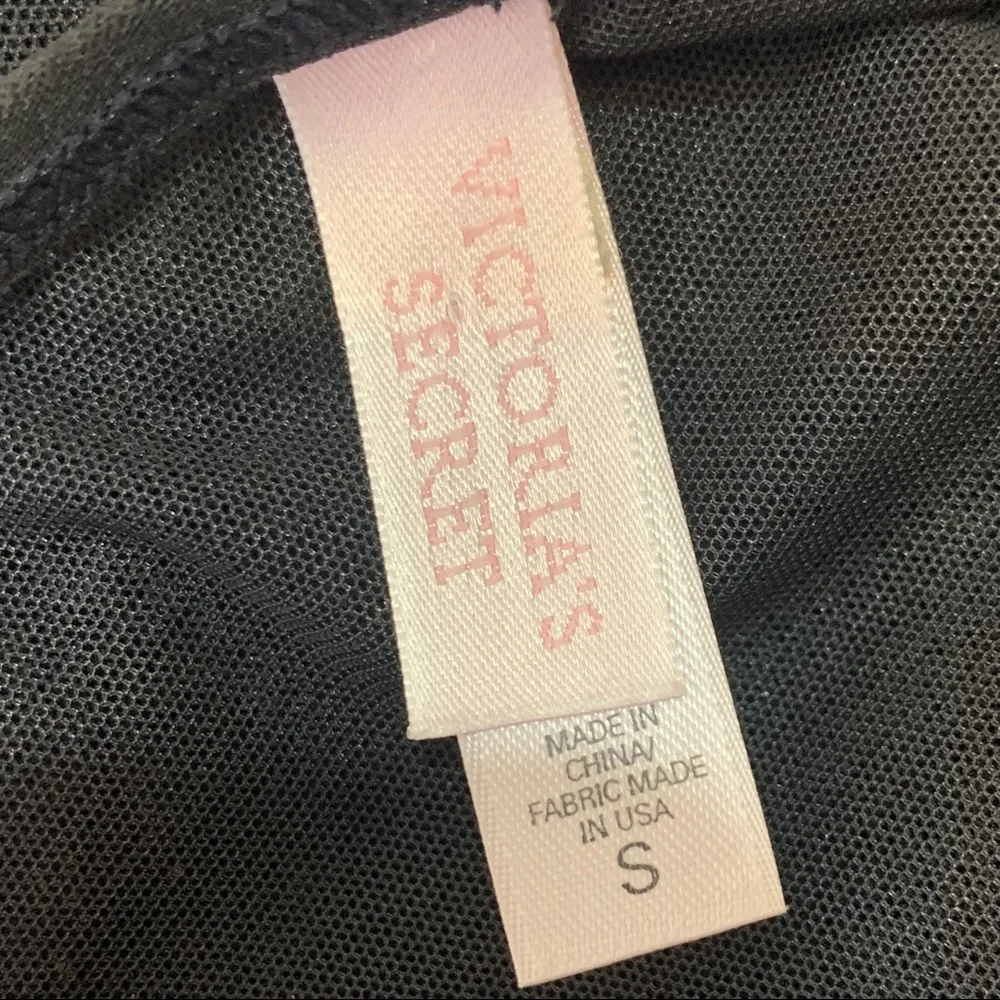 VICTORIA'S
SECRET
MADE IN
CHINA/
FABRIC MADE
IN USA
S